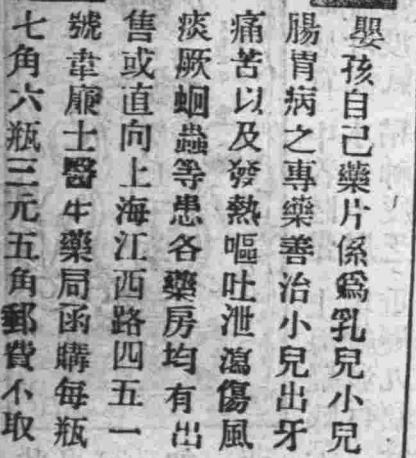 嬰孩自己藥片係爲乳兒小兒
腸胃病之專藥善治小兒出牙
痛苦以及發熱嘔吐泄瀉傷風
痰厥蛔蟲等患各藥房均有出
售或直向上海江西路四五一
號韋廉士醫生藥局函購每瓶
七角六瓶三元五角郵費不取